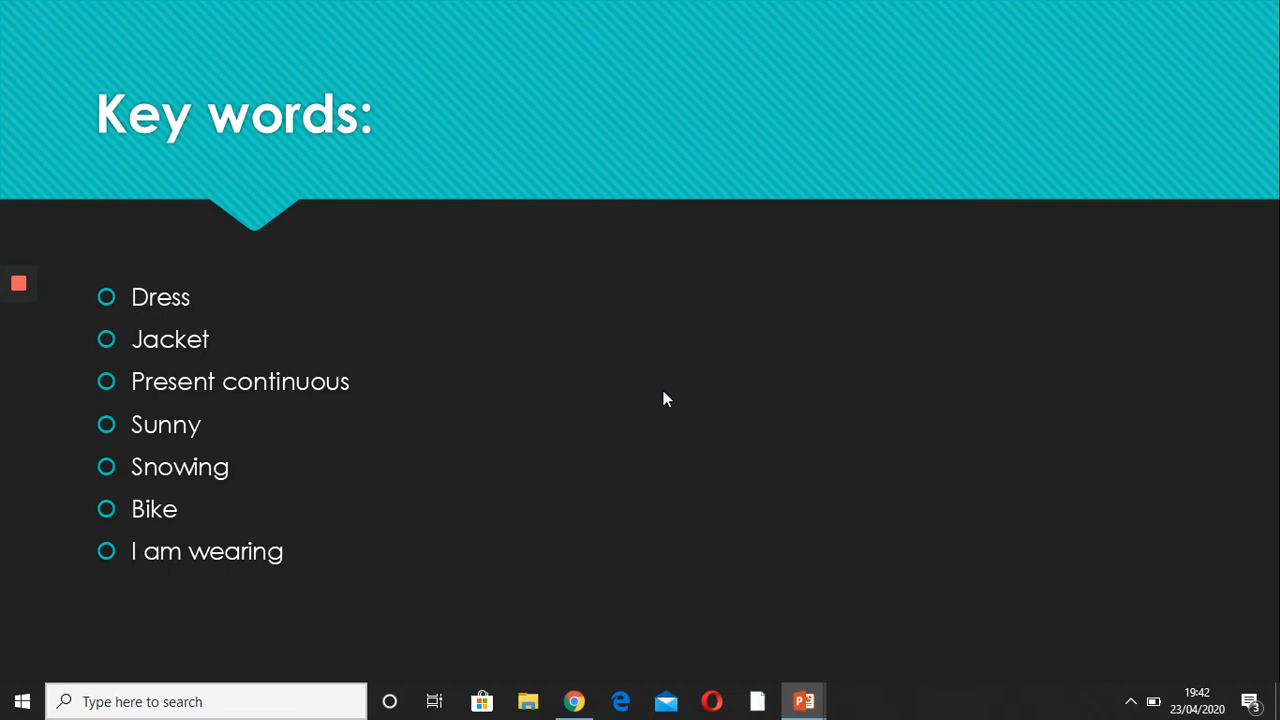 Key words:
Dress
Jacket
Present continuous
Sunny
Snowing
Bike
I am wearing
Type here to search
19:42
23/04/2020
3